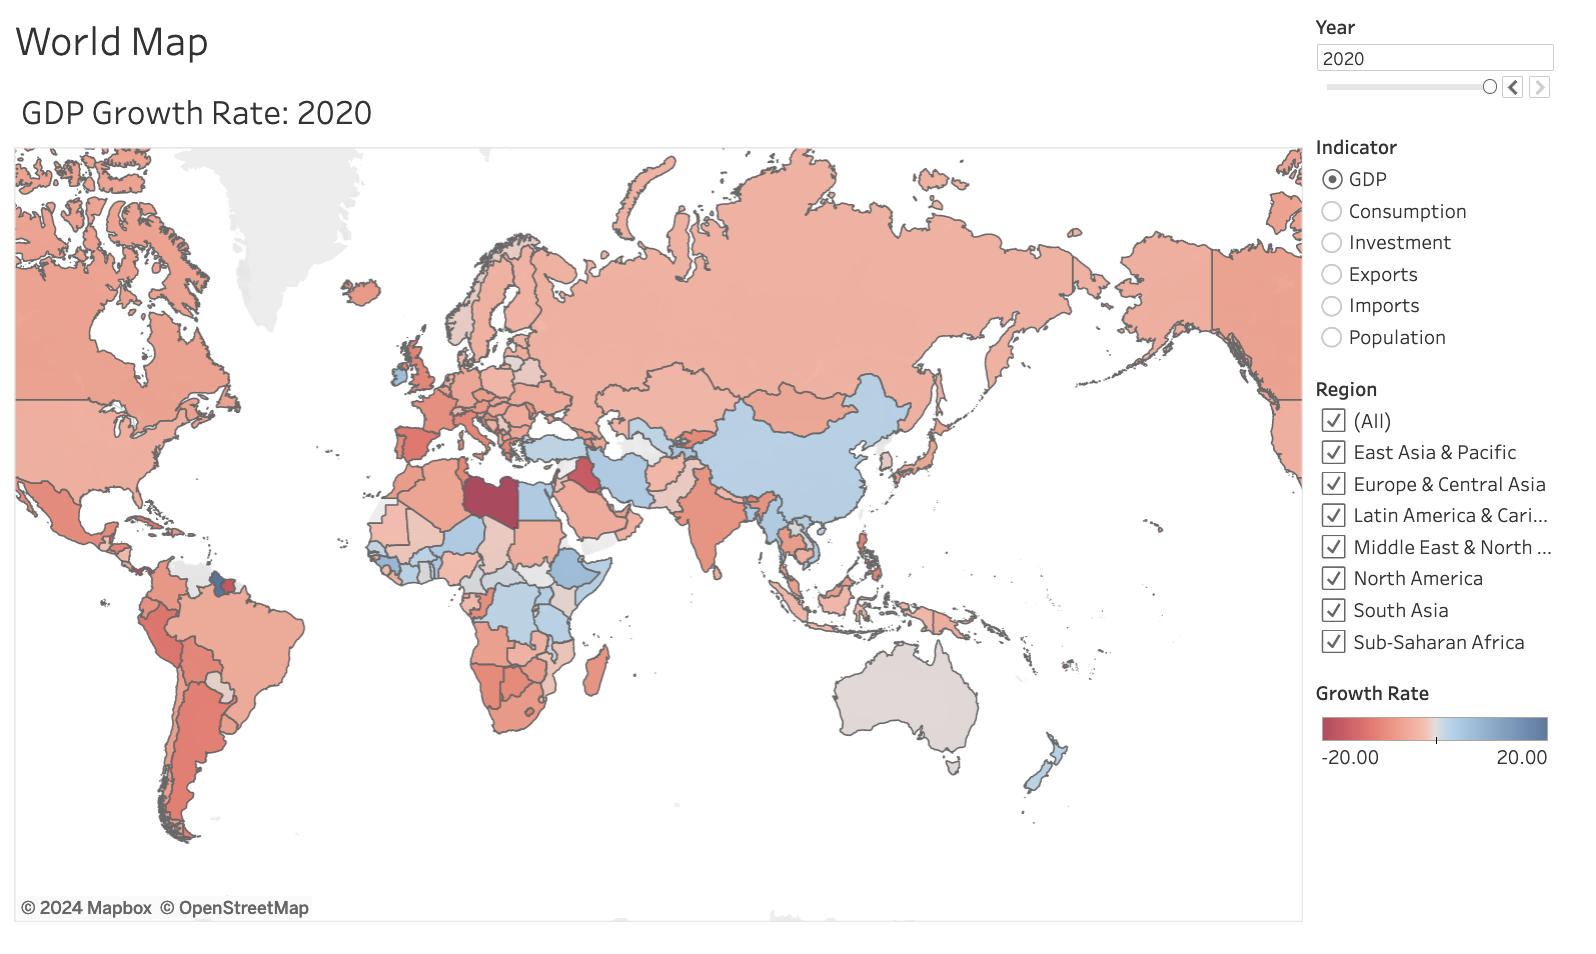 World Map
GDP Growth Rate: 2020
© 2024 Mapbox © OpenStreetMap
Year
2020
Indicator
GDP
Consumption
Investment
Exports
Imports
Population
Region
(All)
East Asia & Pacific
Europe & Central Asia
Latin America & Cari...
Middle East & North ...
North America
South Asia
Sub-Saharan Africa
Growth Rate
-20.00 20.00